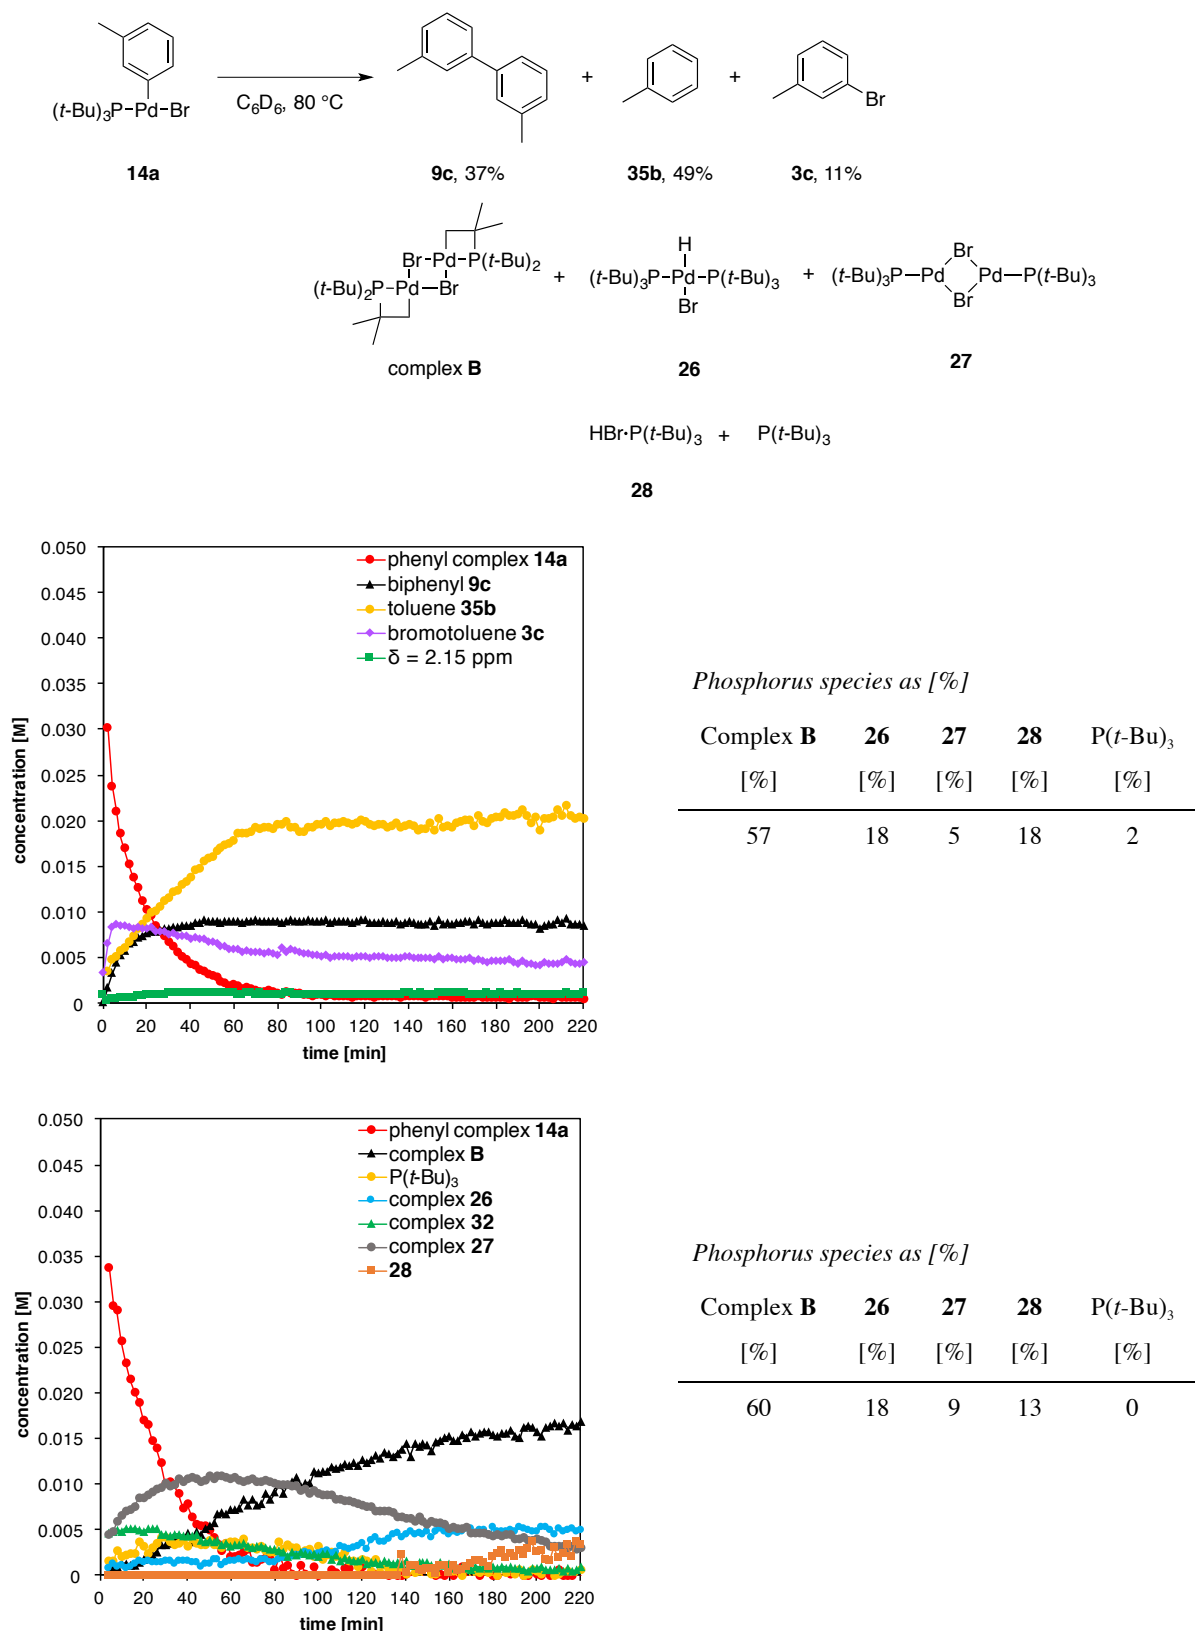 (t-Bu)₃P Pd Br
C₆D₆, 80 °C
+
+
Br
14a
9c, 37%
35b, 49%
3c, 11%
Br Pd P(t-Bu)₂
(t-Bu)₂P Pd Br
+
H
(t-Bu)₃P Pd P(t-Bu)₃
Br
+
Br
(t-Bu)₃P Pd Pd P(t-Bu)₃
Br
complex B
26
27
HBr·P(t-Bu)₃ + P(t-Bu)₃
28
concentration [M]
0.050
0.045
0.040
0.035
0.030
0.025
0.020
0.015
0.010
0.005
0
phenyl complex 14a
biphenyl 9c
toluene 35b
bromotoluene 3c
δ = 2.15 ppm
0 20 40 60 80 100 120 140 160 180 200 220
time [min]
Phosphorus species as [%]
Complex B 26 27 28 P(t-Bu)₃
[%] [%] [%] [%] [%]
57 18 5 18 2
concentration [M]
0.050
0.045
0.040
0.035
0.030
0.025
0.020
0.015
0.010
0.005
0
phenyl complex 14a
complex B
P(t-Bu)₃
complex 26
complex 32
complex 27
28
0 20 40 60 80 100 120 140 160 180 200 220
time [min]
Phosphorus species as [%]
Complex B 26 27 28 P(t-Bu)₃
[%] [%] [%] [%] [%]
60 18 9 13 0